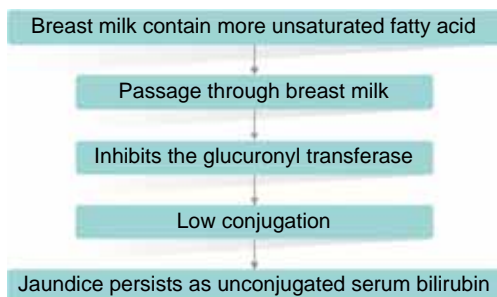 Breast milk contain more unsaturated fatty acid
Passage through breast milk
Inhibits the glucuronyl transferase
Low conjugation
Jaundice persists as unconjugated serum bilirubin